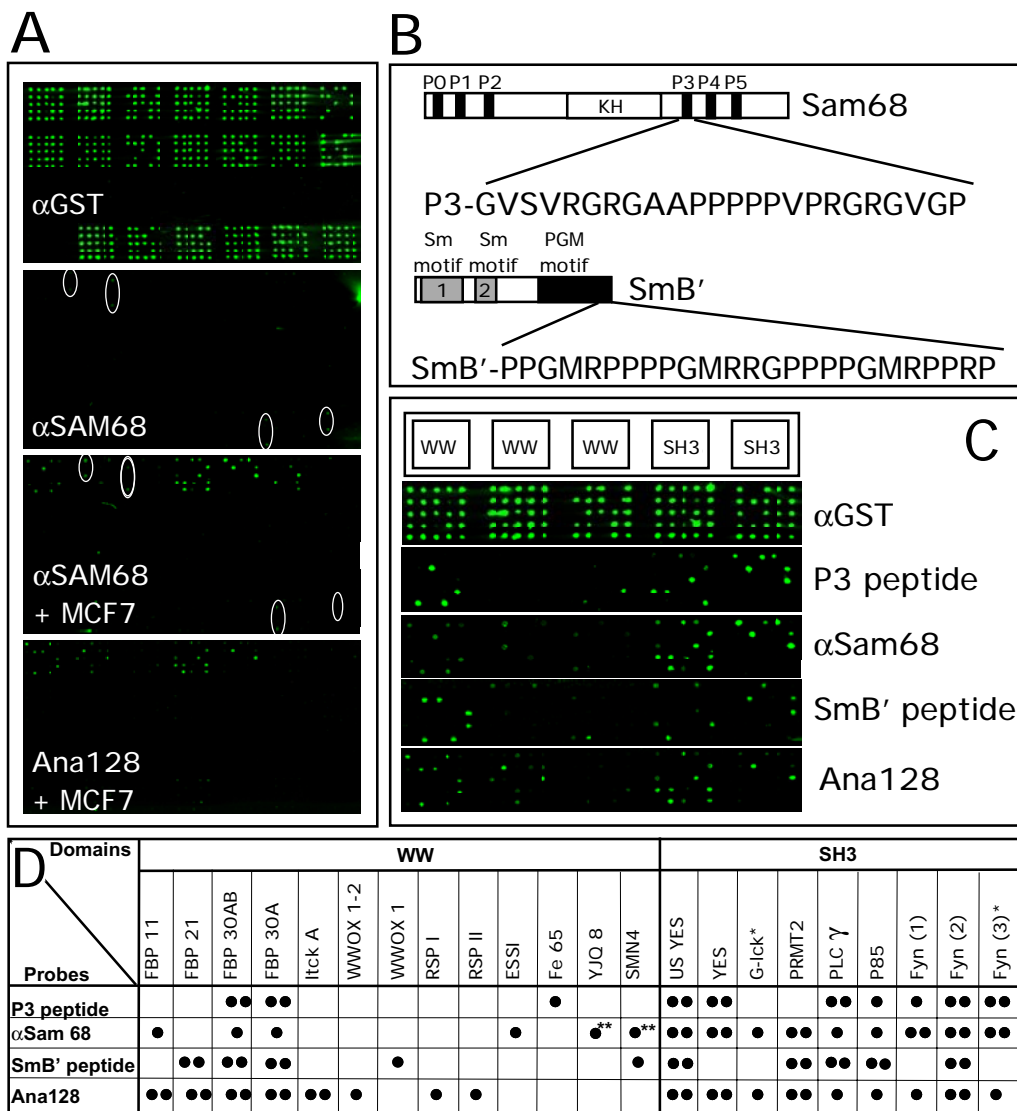 A
αGST
αSAM68
αSAM68
+ MCF7
Ana128
+ MCF7
B
P0 P1 P2 P3 P4 P5
KH
Sam68
P3-GVSVRGRGAAPPPPPVPRGRGVGP
Sm motif
Sm motif
PGM motif
1
2
SmB'
SmB'-PPGMRPPPPGMRRGPPPPGMRPPRP
C
WW WW WW SH3 SH3
αGST
P3 peptide
αSam68
SmB' peptide
Ana128
D
Domains
Probes
WW
SH3
FBP 11
FBP 21
FBP 30AB
FBP 30A
Itck A
WWOX 1-2
WWOX 1
RSP I
RSP II
ESSI
Fe 65
YJQ 8
SMN4
US YES
YES
G-lck*
PRMT2
PLC γ
P85
Fyn (1)
Fyn (2)
Fyn (3)*
P3 peptide
αSam 68
** **
SmB' peptide
Ana128